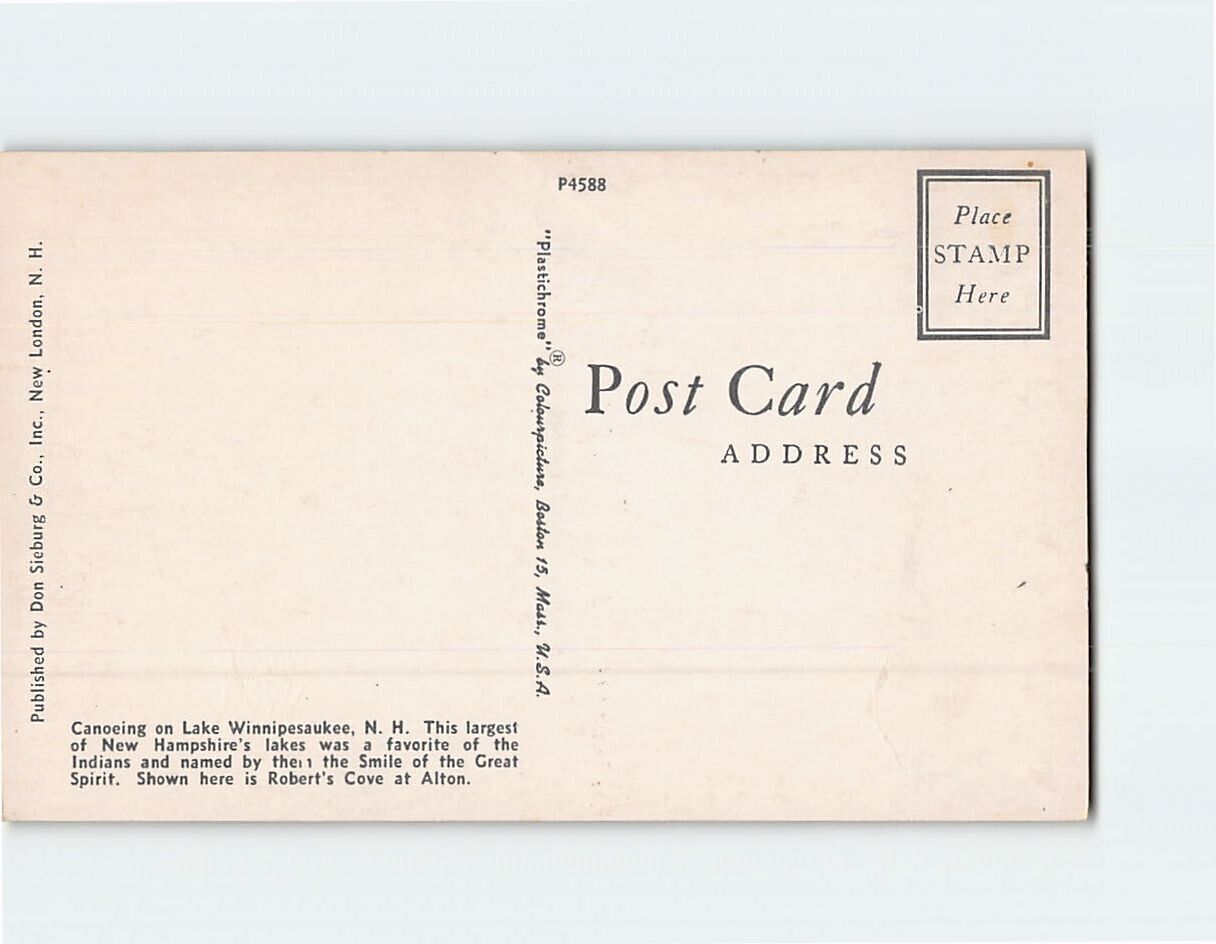 P4588
Place
STAMP
Here
Published by Don Sieburg & Co., Inc., New London, N. H.
"Plastichrome"® by Colourpicture, Boston 15, Mass., U.S.A.
Post Card
ADDRESS
Canoeing on Lake Winnipesaukee, N. H. This largest
of New Hampshire's lakes was a favorite of the
Indians and named by them the Smile of the Great
Spirit. Shown here is Robert's Cove at Alton.